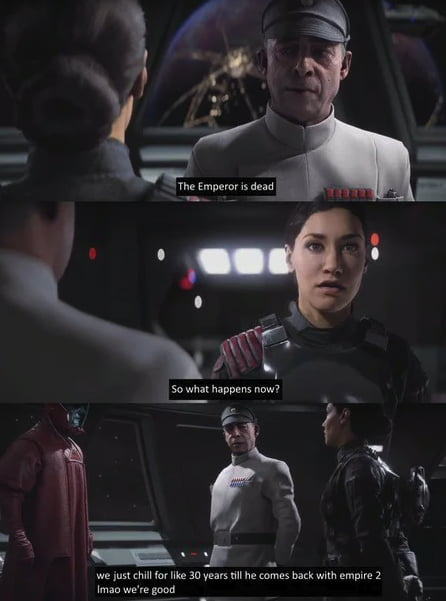 The Emperor is dead
So what happens now?
we just chill for like 30 years till he comes back with empire 2
lmao we're good